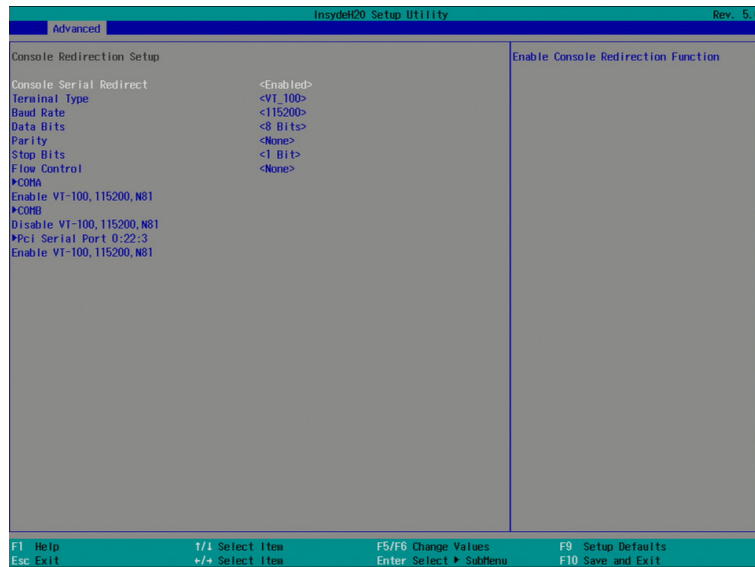 InsydeH20 Setup Utility Rev. 5.
Advanced
Console Redirection Setup
Enable Console Redirection Function
Console Serial Redirect <Enabled>
Terminal Type <VT_100>
Baud Rate <115200>
Data Bits <8 Bits>
Parity <None>
Stop Bits <1 Bit>
Flow Control <None>
▶COMA
Enable VT-100,115200,N81
▶COMB
Disable VT-100,115200,N81
▶Pci Serial Port 0:22:3
Enable VT-100,115200,N81
F1 Help ↑/↓ Select Item F5/F6 Change Values F9 Setup Defaults
Esc Exit ←/→ Select Item Enter Select ▶ SubMenu F10 Save and Exit